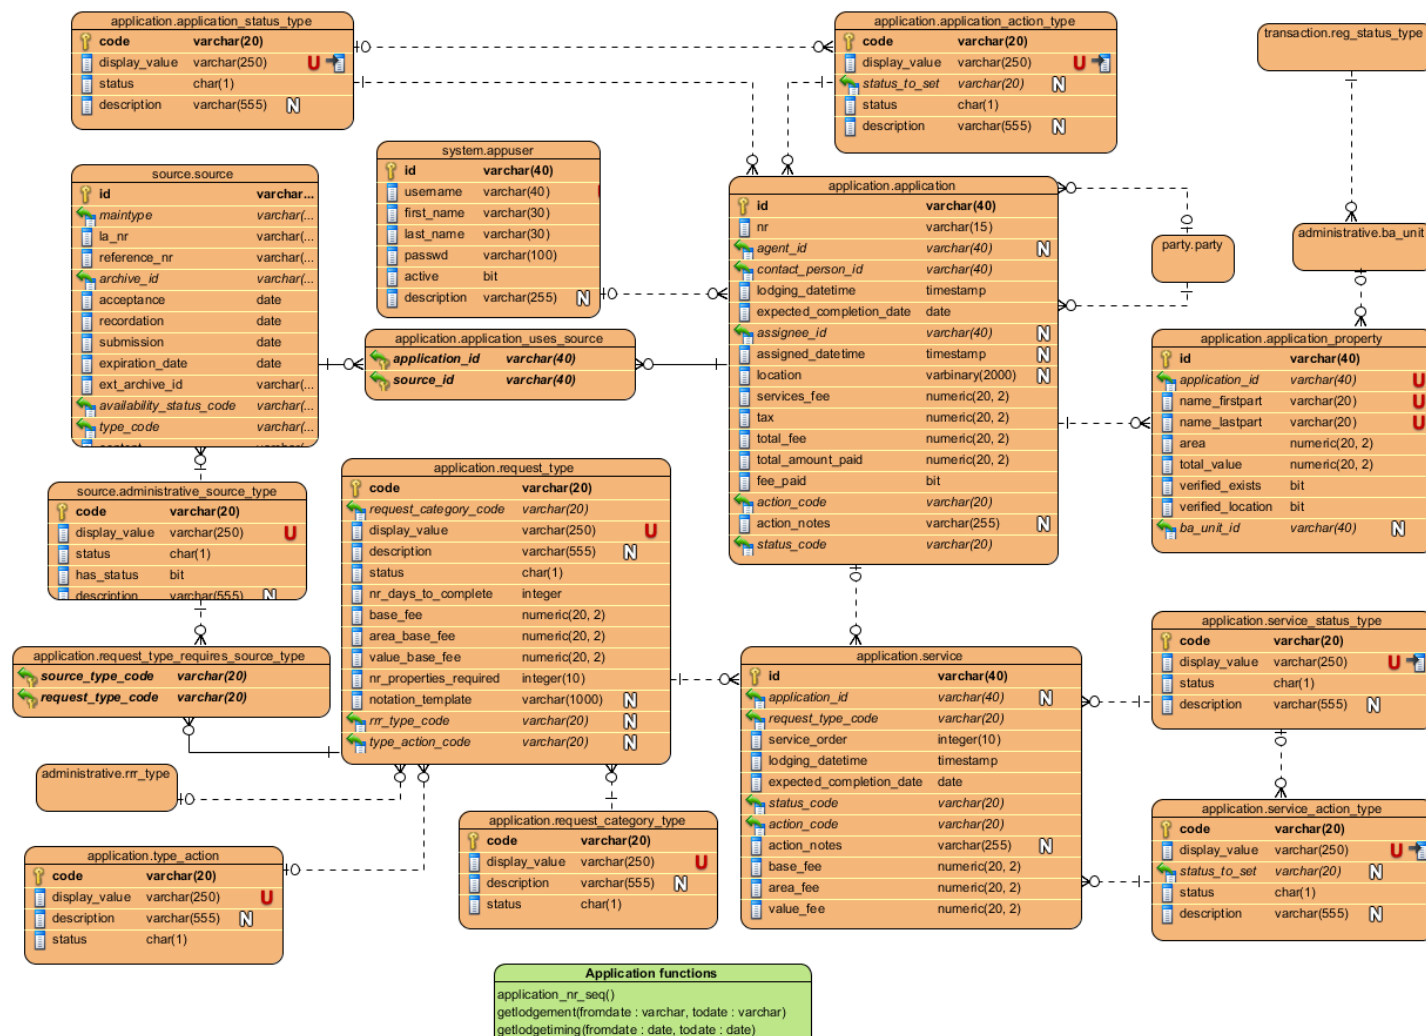 application.application_status_type
code varchar(20)
display_value varchar(250) U
status char(1)
description varchar(555) N
application.application_action_type
code varchar(20)
display_value varchar(250) U
status_to_set varchar(20) N
status char(1)
description varchar(555) N
transaction.reg_status_type
system.appuser
id varchar(40)
username varchar(40)
first_name varchar(30)
last_name varchar(30)
passwd varchar(100)
active bit
description varchar(255) N
source.source
id varchar...
maintype varchar(...
la_nr varchar(...
reference_nr varchar(...
archive_id varchar(...
acceptance date
recordation date
submission date
expiration_date date
ext_archive_id varchar(...
availability_status_code varchar(...
type_code varchar(...
content varchar(...
application.application
id varchar(40)
nr varchar(15)
agent_id varchar(40) N
contact_person_id varchar(40)
lodging_datetime timestamp
expected_completion_date date
assignee_id varchar(40) N
assigned_datetime timestamp N
location varbinary(2000) N
services_fee numeric(20, 2)
tax numeric(20, 2)
total_fee numeric(20, 2)
total_amount_paid numeric(20, 2)
fee_paid bit
action_code varchar(20)
action_notes varchar(255) N
status_code varchar(20)
party.party
administrative.ba_unit
application.application_uses_source
application_id varchar(40)
source_id varchar(40)
application.application_property
id varchar(40)
application_id varchar(40) U
name_firstpart varchar(20) U
name_lastpart varchar(20) U
area numeric(20, 2)
total_value numeric(20, 2)
verified_exists bit
verified_location bit
ba_unit_id varchar(40) N
source.administrative_source_type
code varchar(20)
display_value varchar(250) U
status char(1)
has_status bit
description varchar(555) N
application.request_type
code varchar(20)
request_category_code varchar(20)
display_value varchar(250) U
description varchar(555) N
status char(1)
nr_days_to_complete integer
base_fee numeric(20, 2)
area_base_fee numeric(20, 2)
value_base_fee numeric(20, 2)
nr_properties_required integer(10)
notation_template varchar(1000) N
rrr_type_code varchar(20) N
type_action_code varchar(20) N
application.request_type_requires_source_type
source_type_code varchar(20)
request_type_code varchar(20)
application.service
id varchar(40)
application_id varchar(40) N
request_type_code varchar(20)
service_order integer(10)
lodging_datetime timestamp
expected_completion_date date
status_code varchar(20)
action_code varchar(20)
action_notes varchar(255) N
base_fee numeric(20, 2)
area_fee numeric(20, 2)
value_fee numeric(20, 2)
application.service_status_type
code varchar(20)
display_value varchar(250) U
status char(1)
description varchar(555) N
administrative.rrr_type
application.type_action
code varchar(20)
display_value varchar(250) U
description varchar(555) N
status char(1)
application.request_category_type
code varchar(20)
display_value varchar(250) U
description varchar(555) N
status char(1)
application.service_action_type
code varchar(20)
display_value varchar(250) U
status_to_set varchar(20) N
status char(1)
description varchar(555) N
Application functions
application_nr_seq()
getlodgement(fromdate : varchar, todate : varchar)
getlodgetiming(fromdate : date, todate : date)